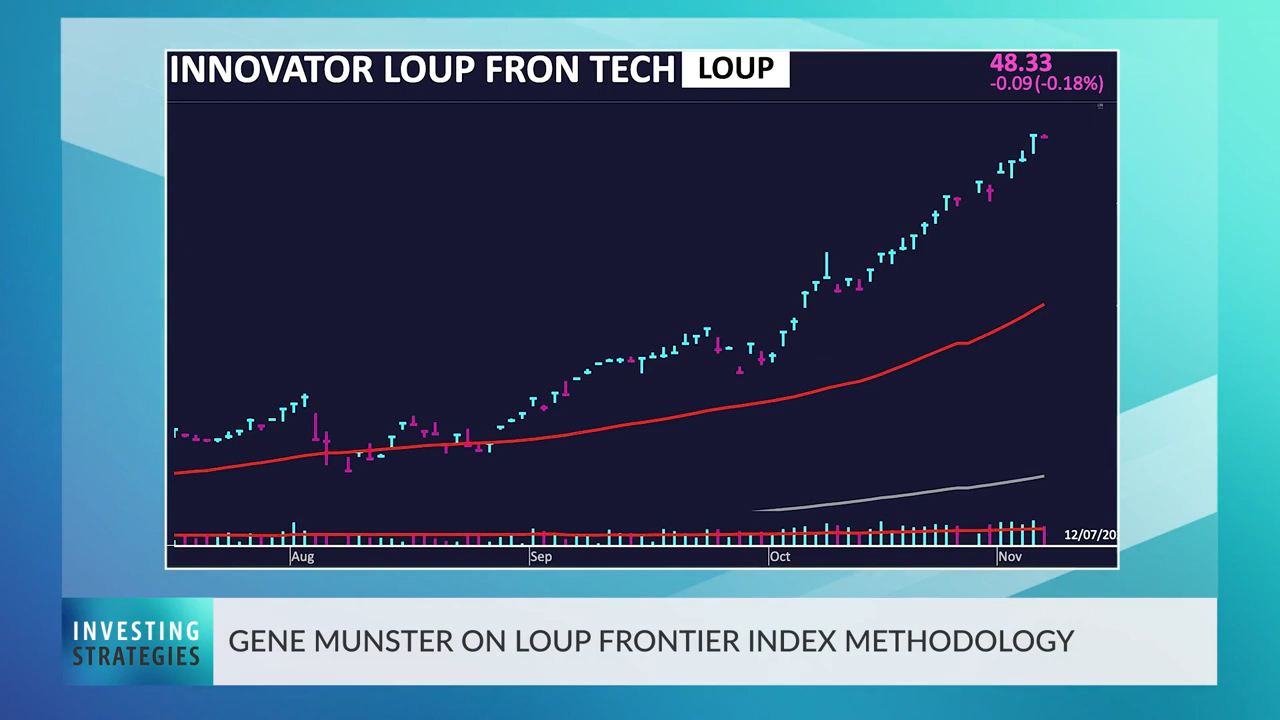 INNOVATOR LOUP FRON TECH LOUP
48.33
-0.09(-0.18%)
12/07/20
Aug Sep Oct Nov
INVESTING
STRATEGIES
GENE MUNSTER ON LOUP FRONTIER INDEX METHODOLOGY